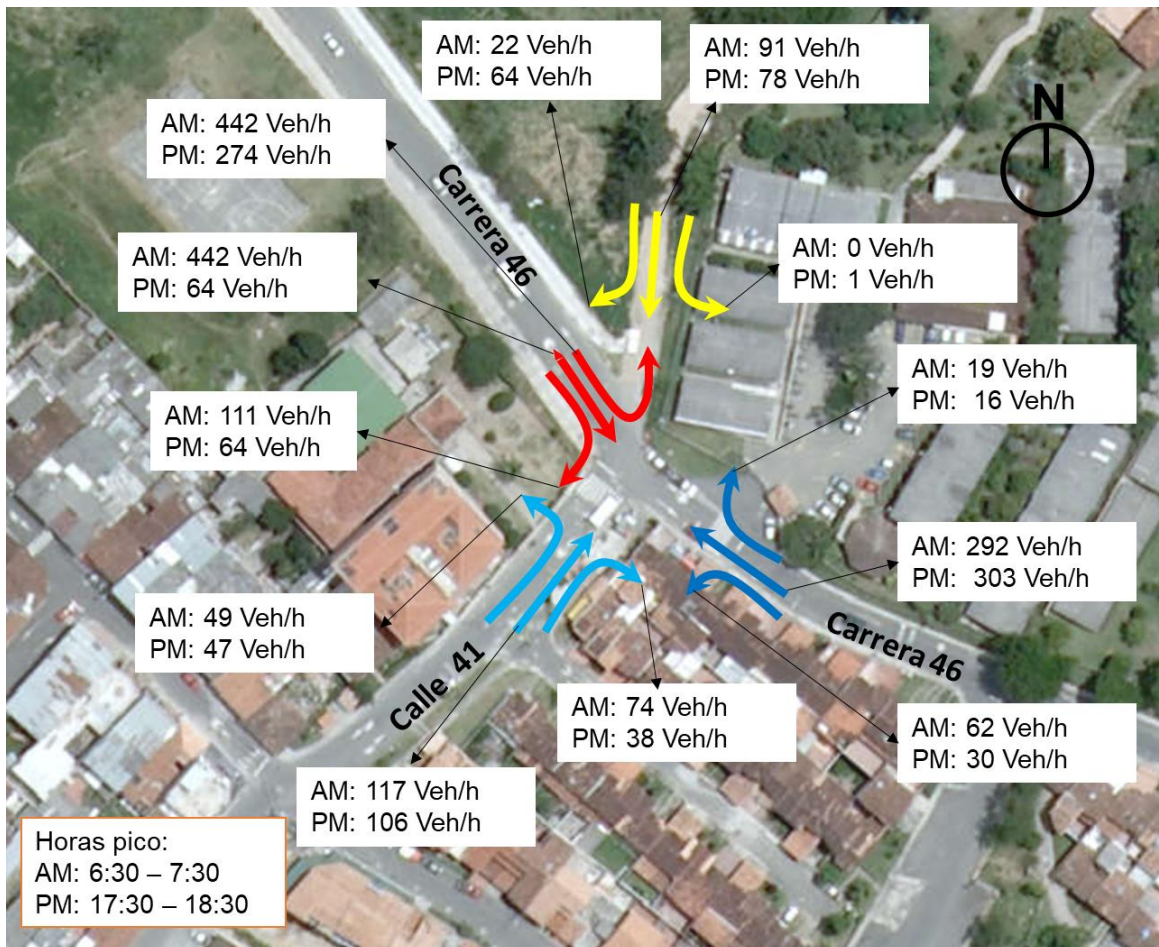 AM: 22 Veh/h
PM: 64 Veh/h
AM: 91 Veh/h
PM: 78 Veh/h
AM: 442 Veh/h
PM: 274 Veh/h
N
Carrera 46
AM: 442 Veh/h
PM: 64 Veh/h
AM: 0 Veh/h
PM: 1 Veh/h
AM: 19 Veh/h
PM: 16 Veh/h
AM: 111 Veh/h
PM: 64 Veh/h
AM: 292 Veh/h
PM: 303 Veh/h
AM: 49 Veh/h
PM: 47 Veh/h
Carrera 46
Calle 41
AM: 74 Veh/h
PM: 38 Veh/h
AM: 62 Veh/h
PM: 30 Veh/h
AM: 117 Veh/h
PM: 106 Veh/h
Horas pico:
AM: 6:30 – 7:30
PM: 17:30 – 18:30